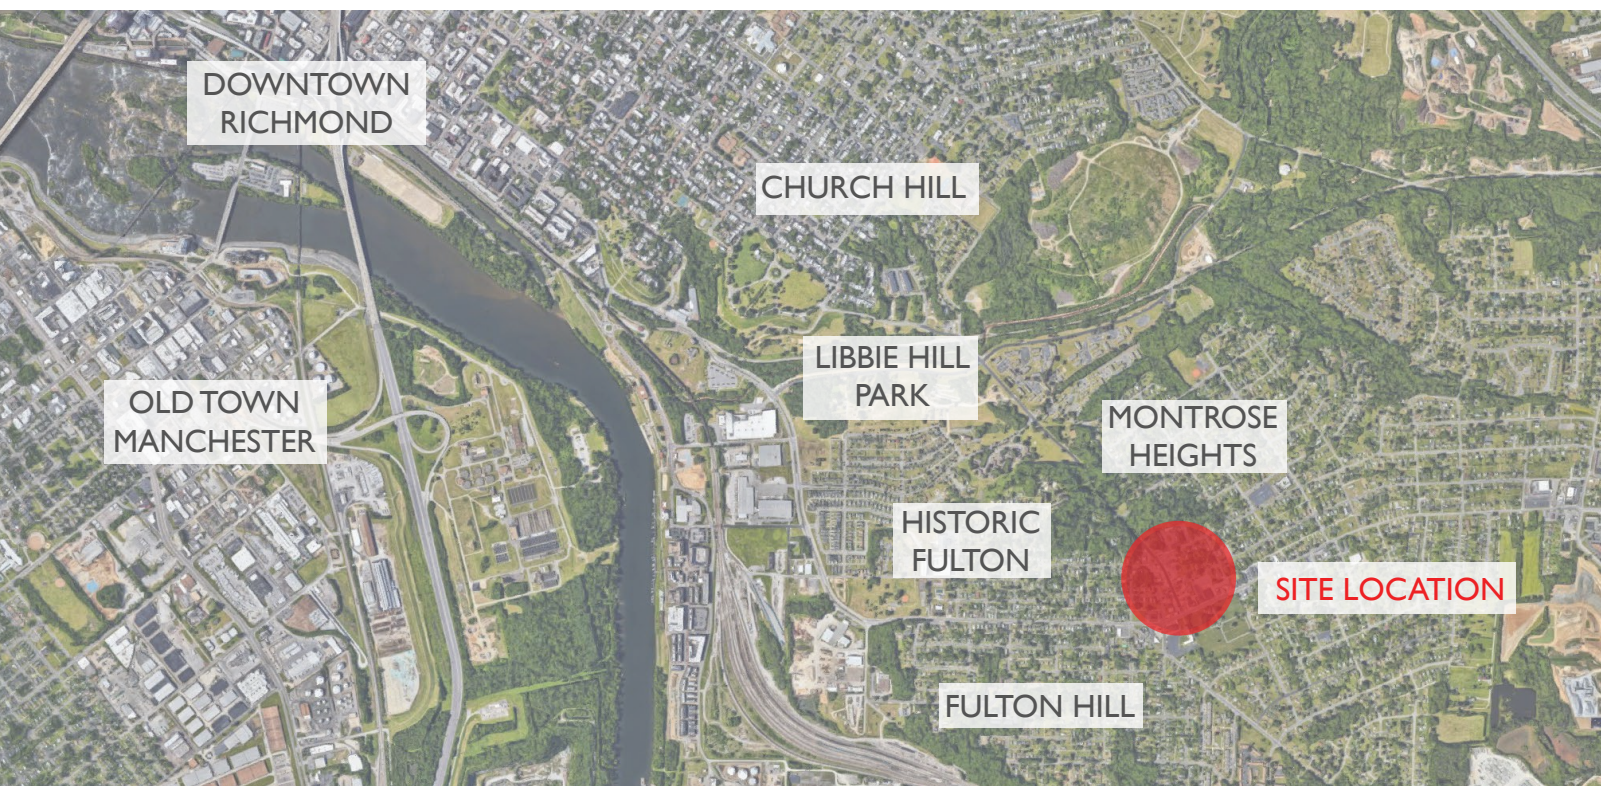 DOWNTOWN
RICHMOND
CHURCH HILL
LIBBIE HILL
PARK
OLD TOWN
MANCHESTER
MONTROSE
HEIGHTS
HISTORIC
FULTON
SITE LOCATION
FULTON HILL